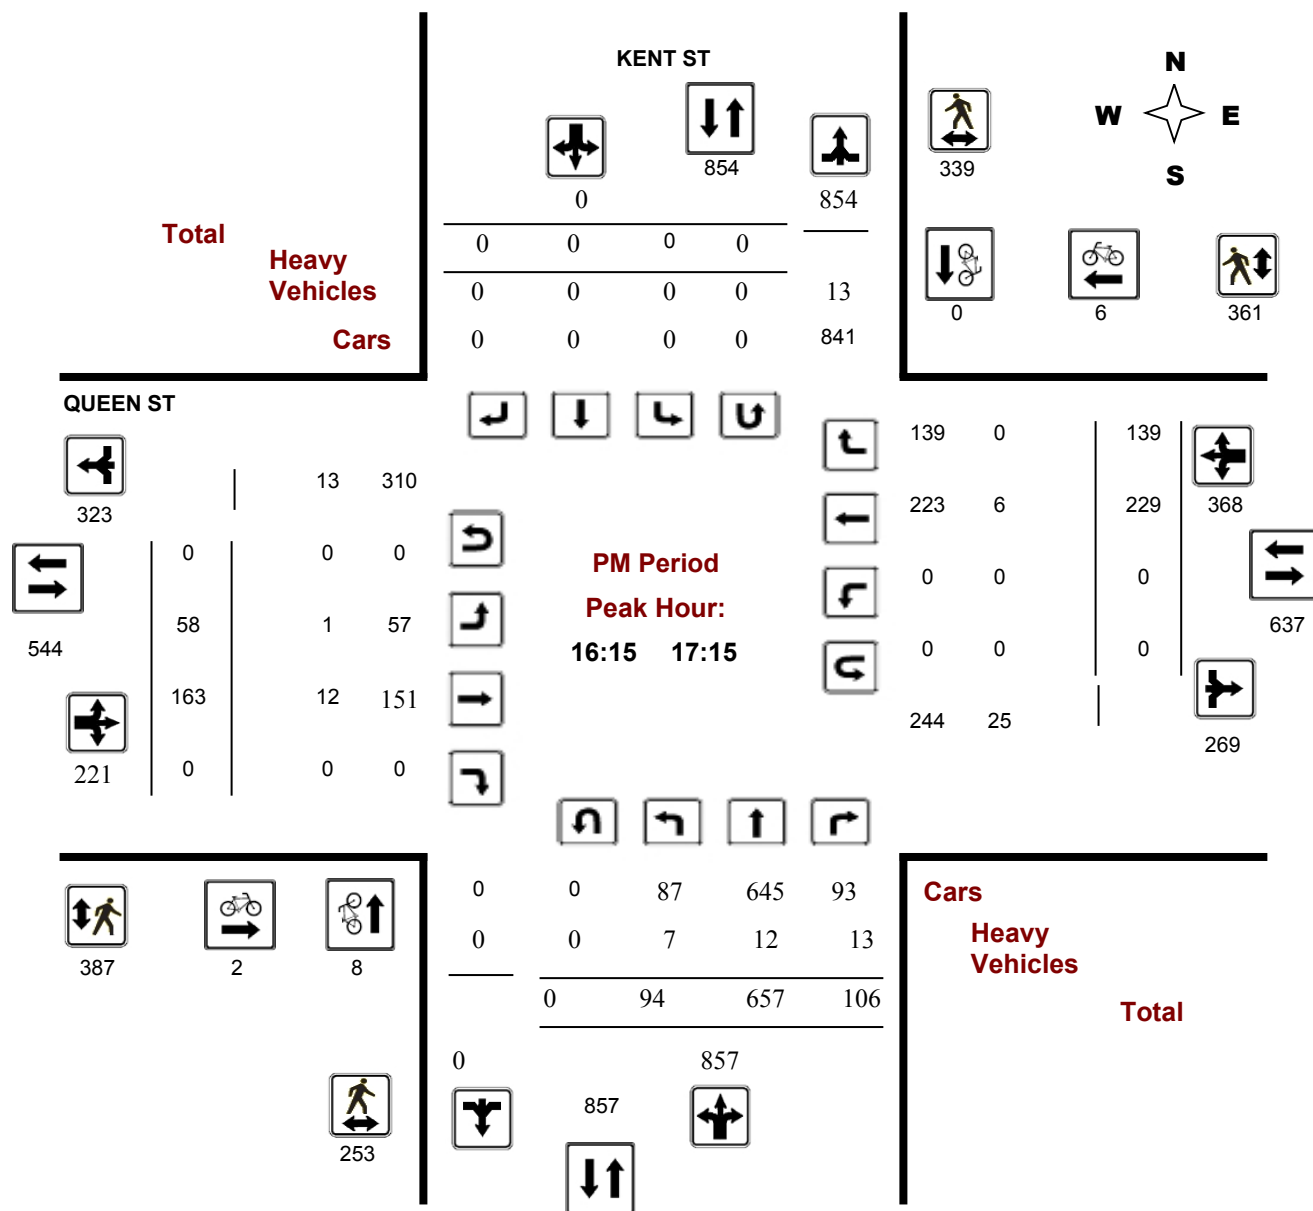 KENT ST
N
W E
S
854
339
0 854
Total
0 0 0 0
Heavy
Vehicles
0 0 0 0 13
0 6 361
Cars
0 0 0 0 841
QUEEN ST
139 0 139
13 310
323
223 6 229 368
0 0 0
PM Period
0 0 0
Peak Hour:
58 1 57
637
544
16:15 17:15
0 0 0
163 12 151
244 25
269
221
0 0 0
0 0 87 645 93
Cars
0 0 7 12 13
Heavy
Vehicles
387 2 8
0 94 657 106
Total
0 857
857
253